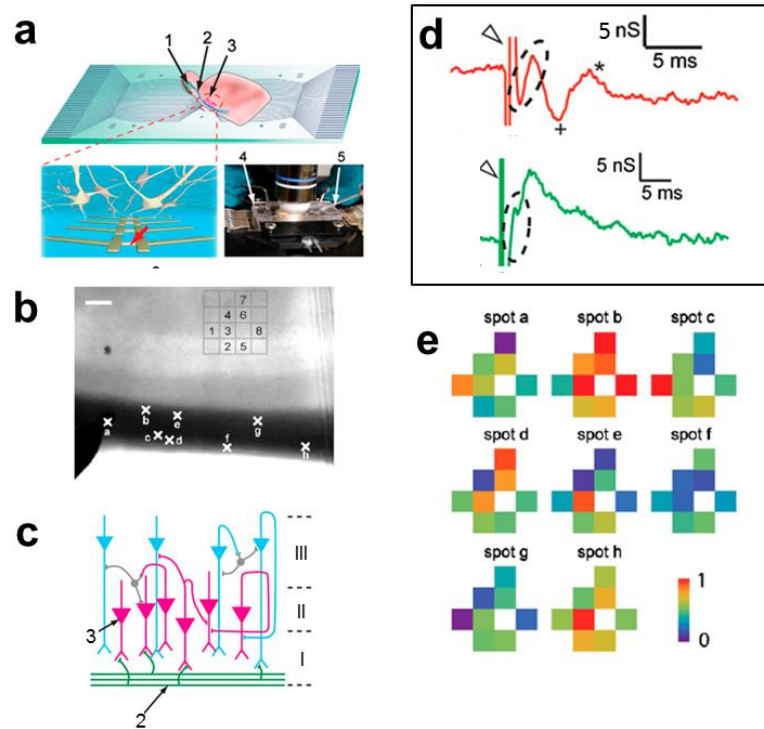 a
1 2 3
4 5
b
7
4 6
1 3 8
2 5
a b c d e f g h
c
III
II
I
3
2
d
5 nS
5 ms
*
+
5 nS
5 ms
e
spot a spot b spot c
spot d spot e spot f
spot g spot h
1
0